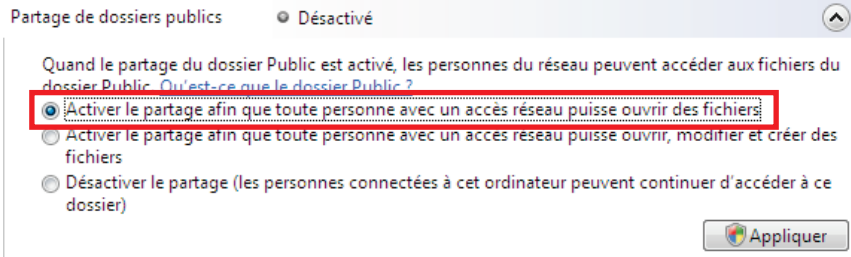 Partage de dossiers publics Désactivé
Quand le partage du dossier Public est activé, les personnes du réseau peuvent accéder aux fichiers du
dossier Public. Qu'est-ce que le dossier Public ?
Activer le partage afin que toute personne avec un accès réseau puisse ouvrir des fichiers
Activer le partage afin que toute personne avec un accès réseau puisse ouvrir, modifier et créer des
fichiers
Désactiver le partage (les personnes connectées à cet ordinateur peuvent continuer d'accéder à ce
dossier)
Appliquer